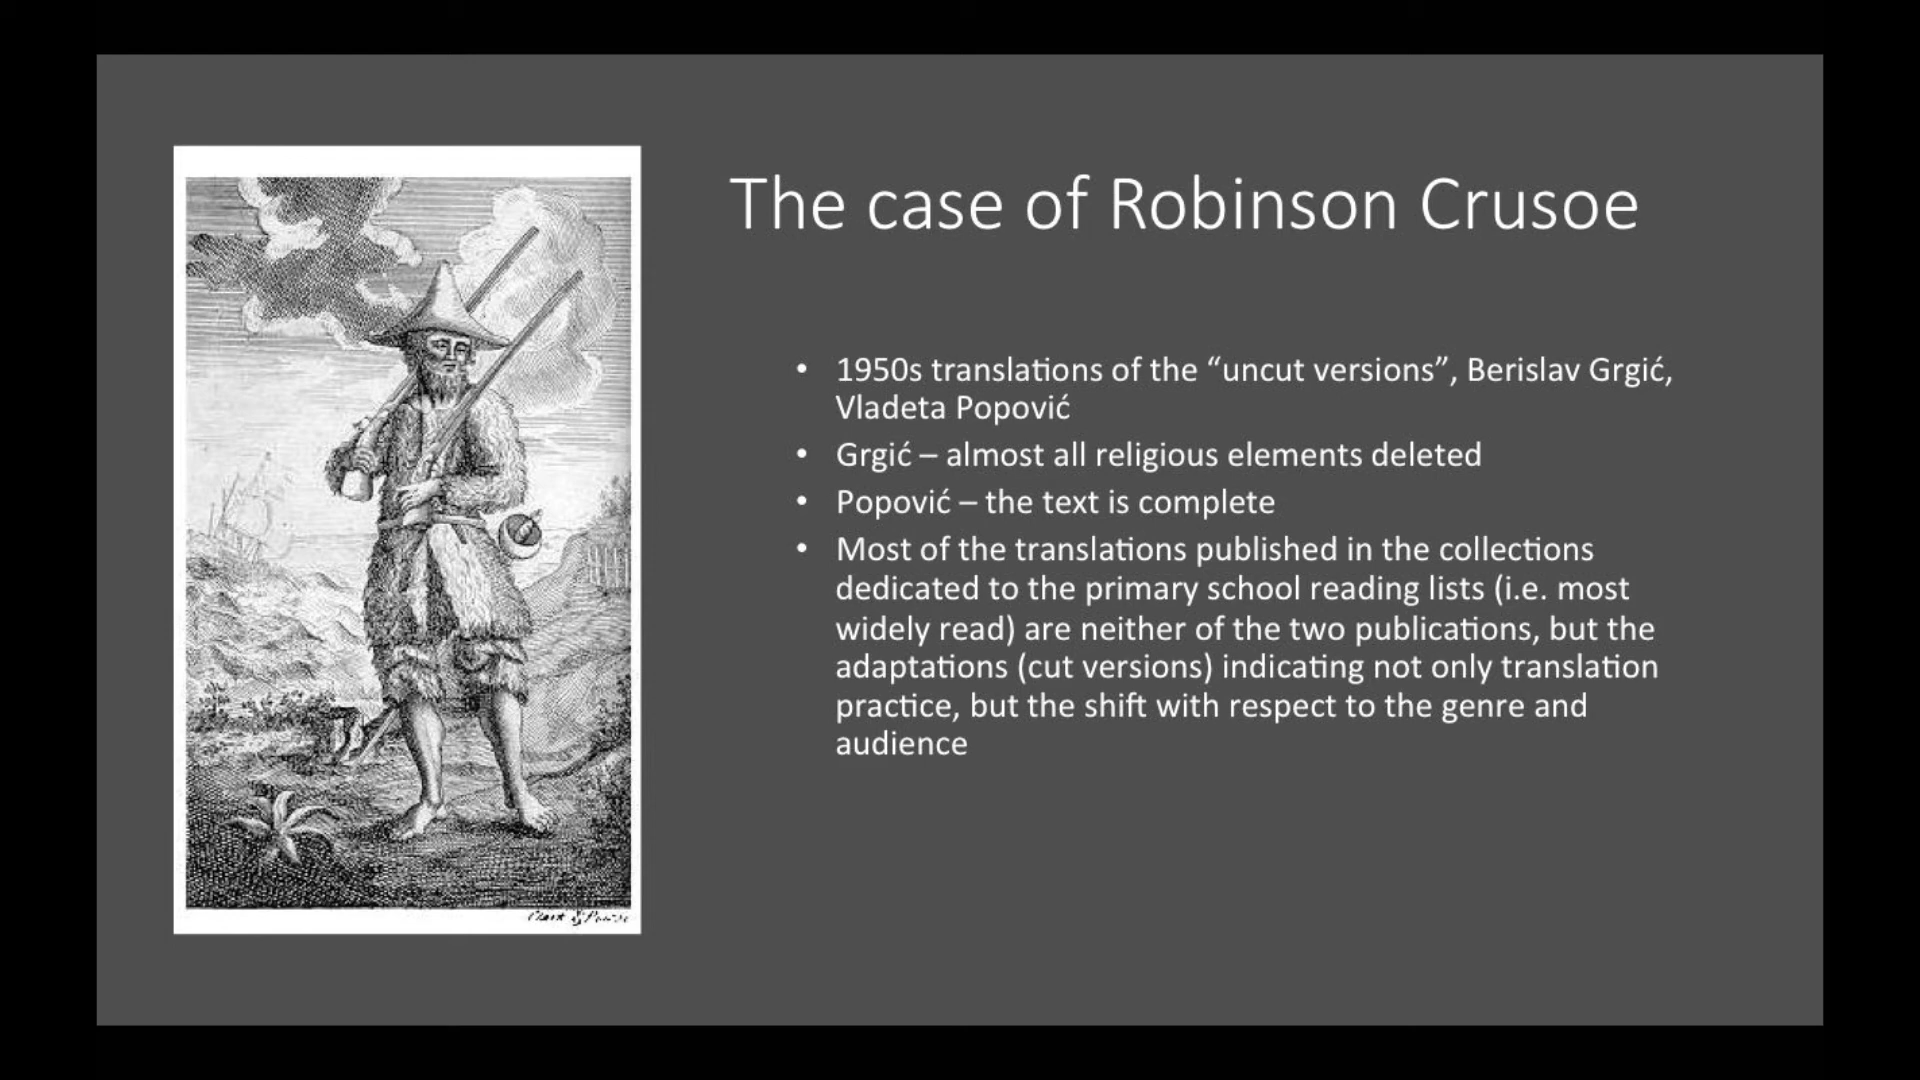 The case of Robinson Crusoe
• 1950s translations of the “uncut versions”, Berislav Grgić,
Vladeta Popović
• Grgić – almost all religious elements deleted
• Popović – the text is complete
• Most of the translations published in the collections
dedicated to the primary school reading lists (i.e. most
widely read) are neither of the two publications, but the
adaptations (cut versions) indicating not only translation
practice, but the shift with respect to the genre and
audience